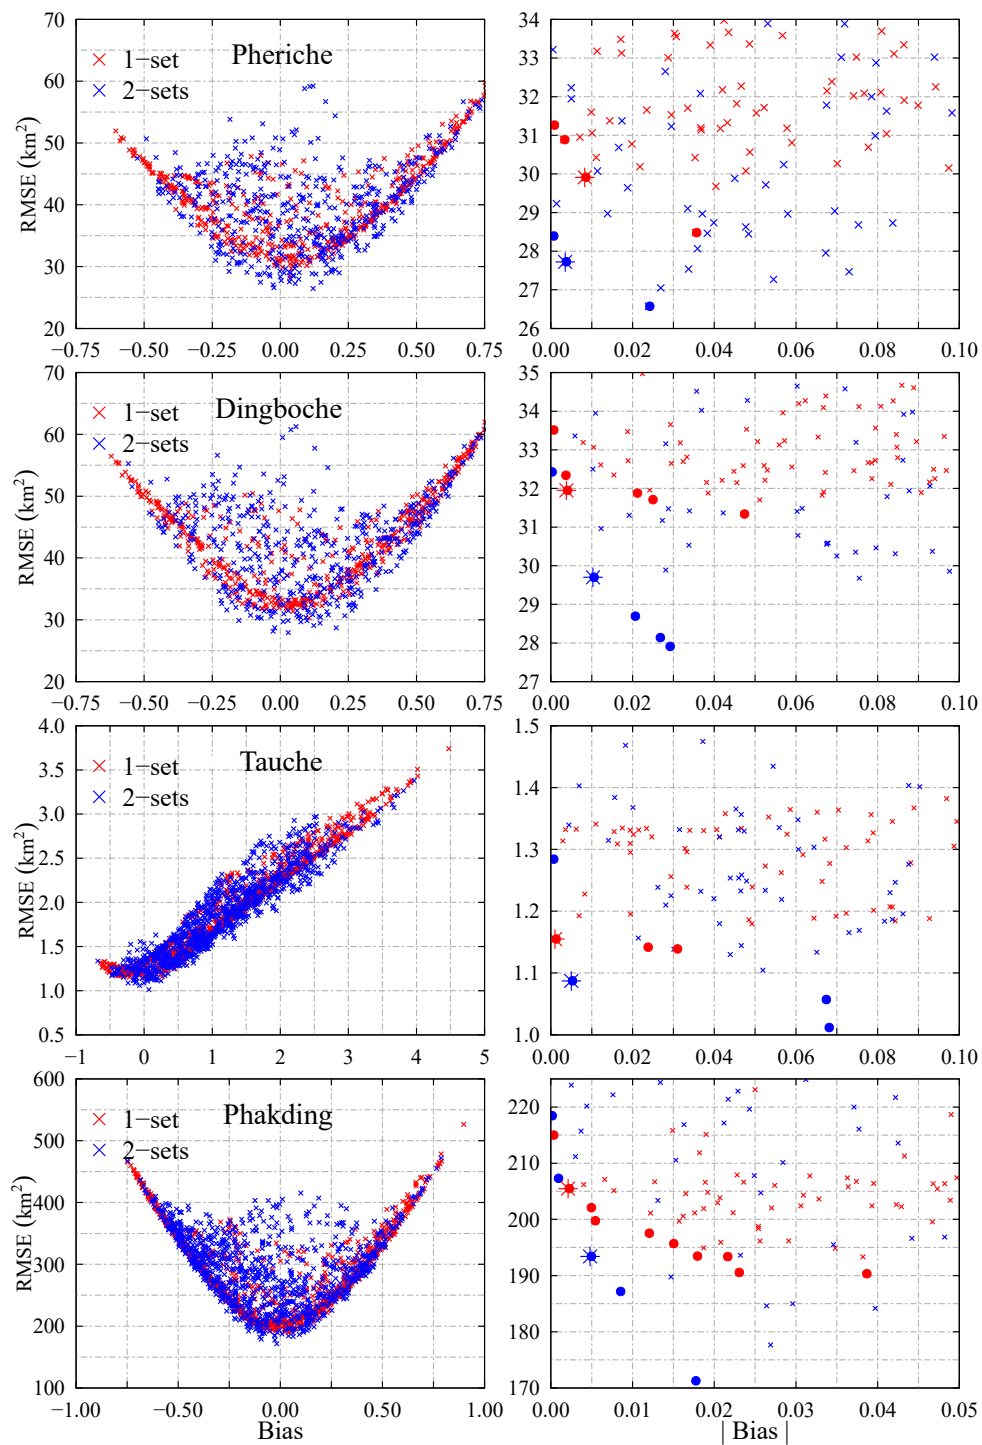 Pheriche
1−set
2−sets
RMSE (km²)
70
60
50
40
30
20
−0.75 −0.50 −0.25 0.00 0.25 0.50 0.75
34
33
32
31
30
29
28
27
26
0.00 0.02 0.04 0.06 0.08 0.10
Dingboche
1−set
2−sets
RMSE (km²)
70
60
50
40
30
20
−0.75 −0.50 −0.25 0.00 0.25 0.50 0.75
35
34
33
32
31
30
29
28
27
0.00 0.02 0.04 0.06 0.08 0.10
Tauche
1−set
2−sets
RMSE (km²)
4.0
3.5
3.0
2.5
2.0
1.5
1.0
0.5
−1 0 1 2 3 4 5
1.5
1.4
1.3
1.2
1.1
1.0
0.00 0.02 0.04 0.06 0.08 0.10
Phakding
1−set
2−sets
RMSE (km²)
600
500
400
300
200
100
−1.00 −0.50 0.00 0.50 1.00
Bias
220
210
200
190
180
170
0.00 0.01 0.02 0.03 0.04 0.05
| Bias |